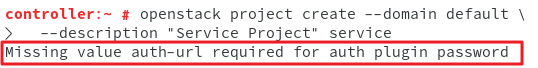 controller:~ # openstack project create --domain default \
>   --description "Service Project" service
Missing value auth-url required for auth plugin password